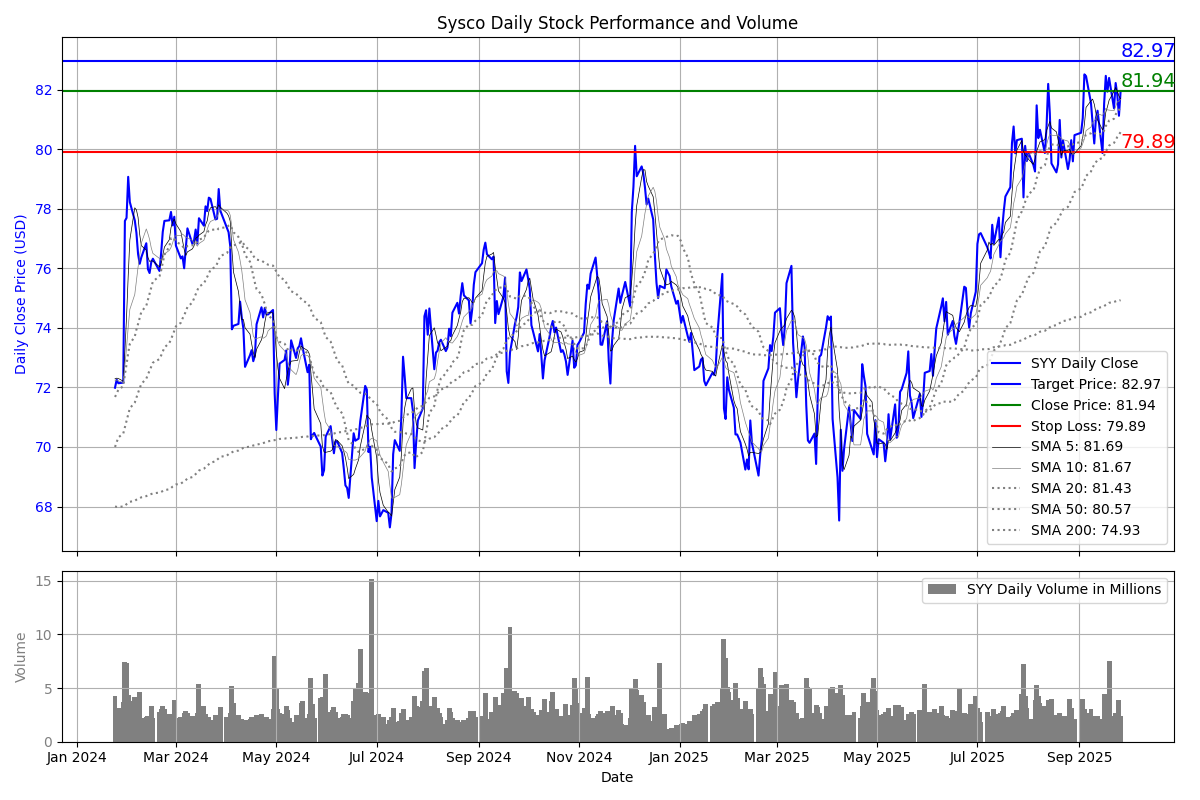 Sysco Daily Stock Performance and Volume
82.97
81.94
79.89
Daily Close Price (USD)
82
80
78
76
74
72
70
68
SYY Daily Close
Target Price: 82.97
Close Price: 81.94
Stop Loss: 79.89
SMA 5: 81.69
SMA 10: 81.67
SMA 20: 81.43
SMA 50: 80.57
SMA 200: 74.93
Volume
15
10
5
0
SYY Daily Volume in Millions
Jan 2024 Mar 2024 May 2024 Jul 2024 Sep 2024 Nov 2024 Jan 2025 Mar 2025 May 2025 Jul 2025 Sep 2025
Date